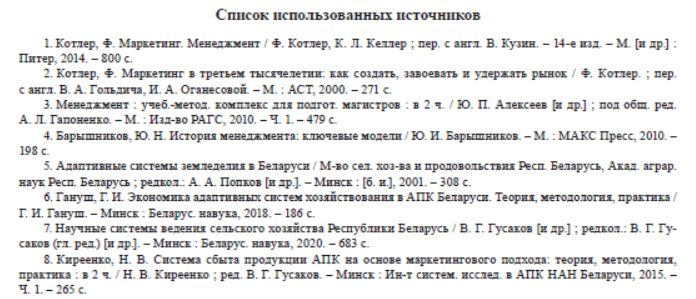 Список использованных источников
1. Котлер, Ф. Маркетинг. Менеджмент / Ф. Котлер, К. Л. Келлер ; пер. с англ. В. Кузин. – 14-е изд. – М. [и др.] :
Питер, 2014. – 800 с.
2. Котлер, Ф. Маркетинг в третьем тысячелетии: как создать, завоевать и удержать рынок / Ф. Котлер. ; пер.
с англ. В. А. Гольдича, И. А. Оганесовой. – М. : АСТ, 2000. – 271 с.
3. Менеджмент : учеб.-метод. комплекс для подгот. магистров : в 2 ч. / Ю. П. Алексеев [и др.] ; под общ. ред.
А. Л. Гапоненко. – М. : Изд-во РАГС, 2010. – Ч. 1. – 479 с.
4. Барышников, Ю. Н. История менеджмента: ключевые модели / Ю. И. Барышников. – М. : МАКС Пресс, 2010. –
198 с.
5. Адаптивные системы земледелия в Беларуси / М-во сел. хоз-ва и продовольствия Респ. Беларусь, Акад. аграр.
наук Респ. Беларусь ; редкол.: А. А. Попков [и др.]. – Минск : [б. и.], 2001. – 308 с.
6. Гануш, Г. И. Экономика адаптивных систем хозяйствования в АПК Беларуси. Теория, методология, практика /
Г. И. Гануш. – Минск : Беларус. навука, 2018. – 186 с.
7. Научные системы ведения сельского хозяйства Республики Беларусь / В. Г. Гусаков [и др.] ; редкол.: В. Г. Гу-
саков (гл. ред.) [и др.]. – Минск : Беларус. навука, 2020. – 683 с.
8. Киреенко, Н. В. Система сбыта продукции АПК на основе маркетингового подхода: теория, методология,
практика : в 2 ч. / Н. В. Киреенко ; ред. В. Г. Гусаков. – Минск : Ин-т систем. исслед. в АПК НАН Беларуси, 2015. –
Ч. 1. – 265 с.